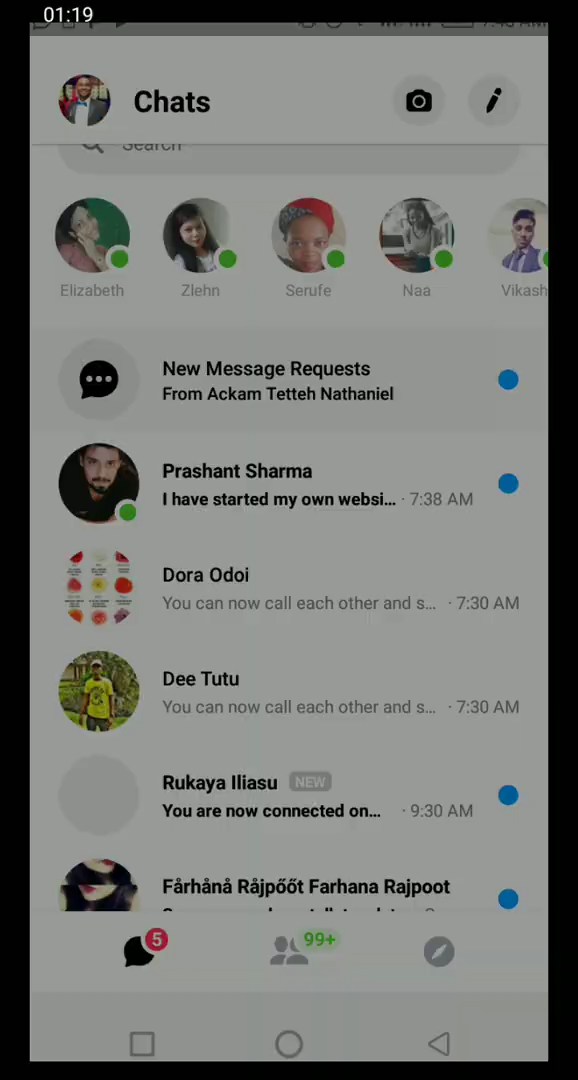 01:19
Chats
Search
Elizabeth
Zlehn
Serufe
Naa
Vikash
New Message Requests
From Ackam Tetteh Nathaniel
Prashant Sharma
I have started my own websi... · 7:38 AM
Dora Odoi
You can now call each other and s... · 7:30 AM
Dee Tutu
You can now call each other and s... · 7:30 AM
Rukaya Iliasu NEW
You are now connected on... · 9:30 AM
Fårhånå Råjpőőt Farhana Rajpoot
5
99+